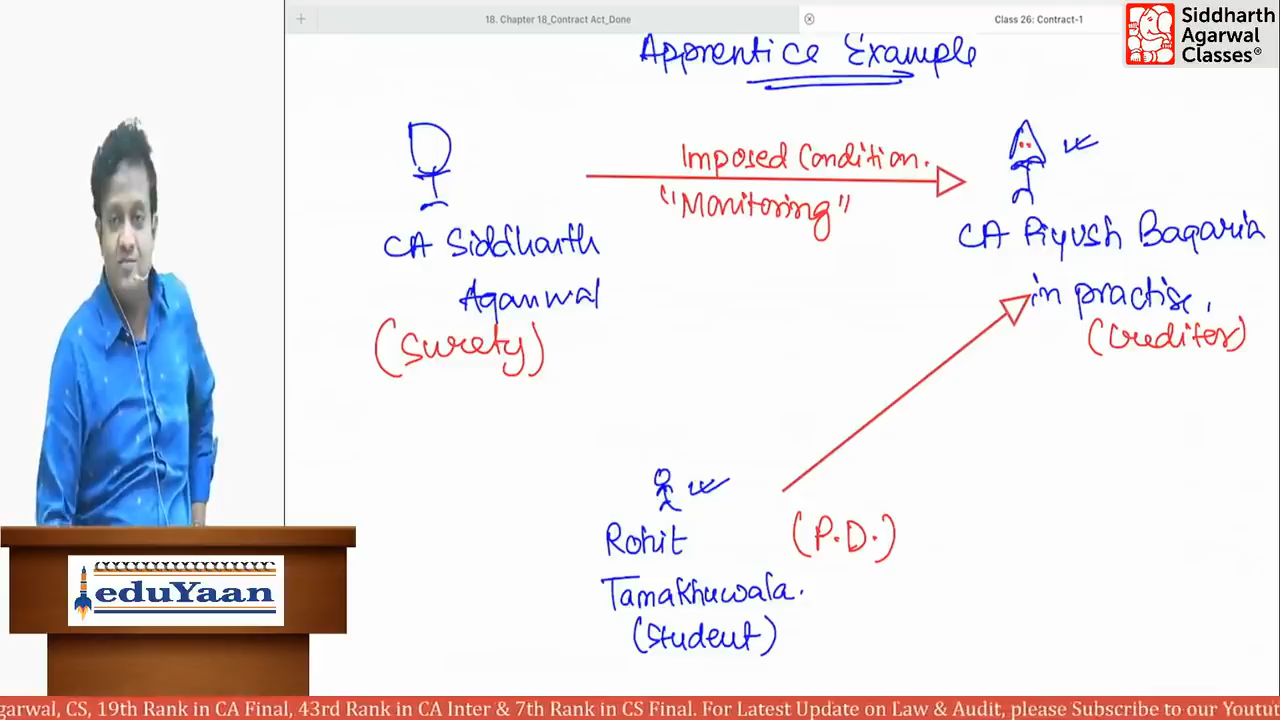 18. Chapter 18_Contract Act_Done
Class 26: Contract-1
Siddharth
Agarwal
Classes®
Apprentice Example
Imposed Condition.
"Monitoring"
CA Siddharth
Agarwal
(Surety)
CA Piyush Bagaria
in practise.
(Creditor)
Rohit
Tamakhuwala.
(Student)
(P.D.)
eduYaan
garwal, CS, 19th Rank in CA Final, 43rd Rank in CA Inter & 7th Rank in CS Final. For Latest Update on Law & Audit, please Subscribe to our Youtu